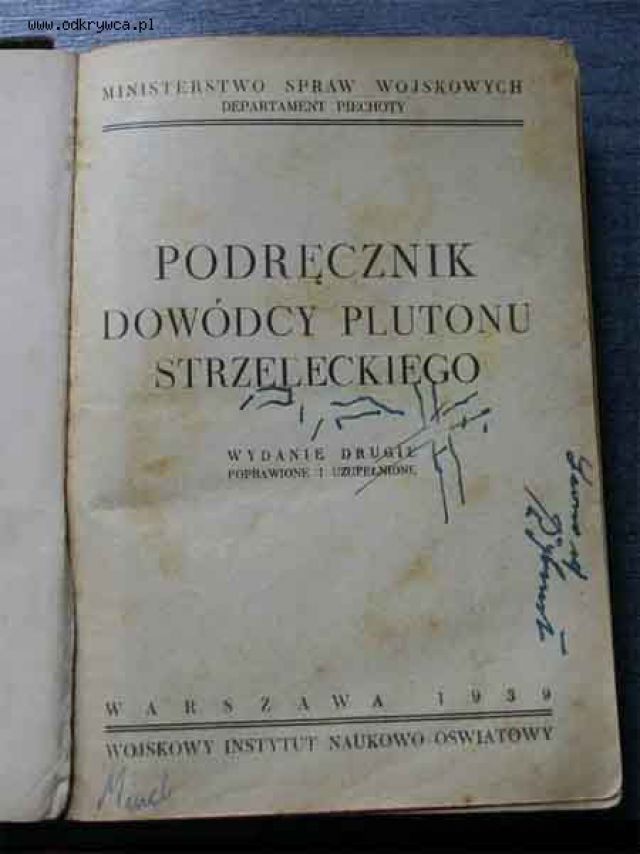 www.odkrywca.pl
MINISTERSTWO SPRAW WOJSKOWYCH
DEPARTAMENT PIECHOTY
PODRĘCZNIK
DOWÓDCY PLUTONU
STRZELECKIEGO
WYDANIE DRUGIE
POPRAWIONE I UZUPEŁNIONE
WARSZAWA 1939
WOJSKOWY INSTYTUT NAUKOWO-OŚWIATOWY